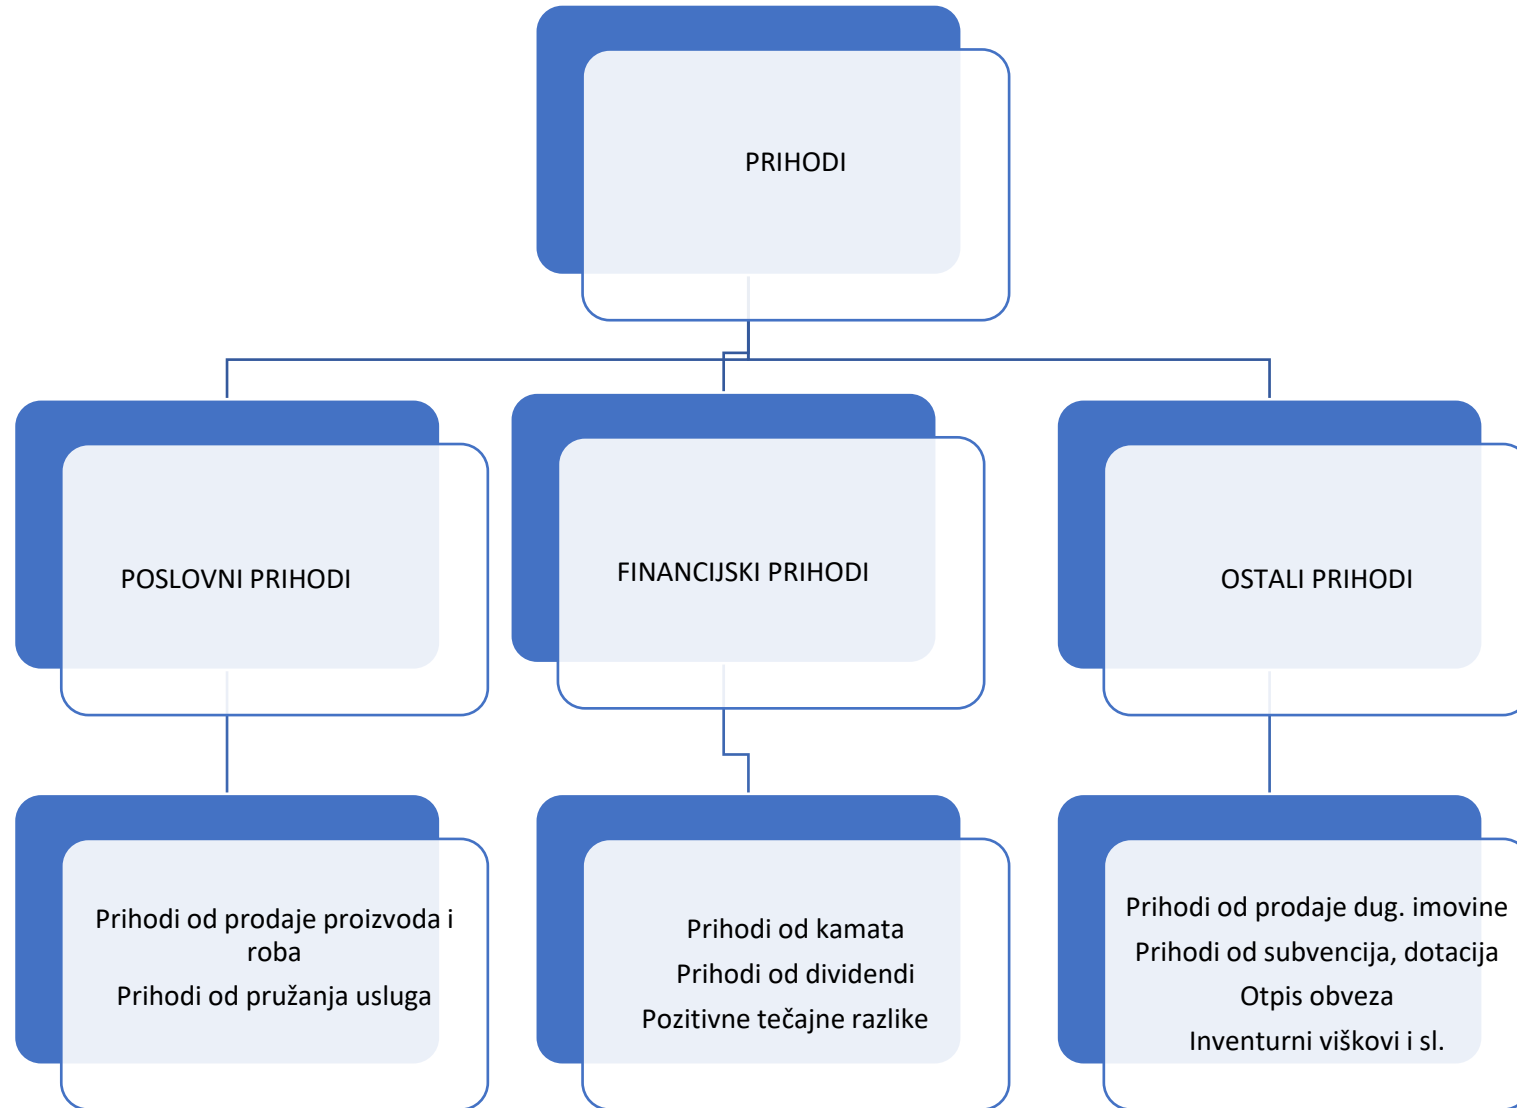 PRIHODI
POSLOVNI PRIHODI
FINANCIJSKI PRIHODI
OSTALI PRIHODI
Prihodi od prodaje proizvoda i
roba
Prihodi od pružanja usluga
Prihodi od kamata
Prihodi od dividendi
Pozitivne tečajne razlike
Prihodi od prodaje dug. imovine
Prihodi od subvencija, dotacija
Otpis obveza
Inventurni viškovi i sl.